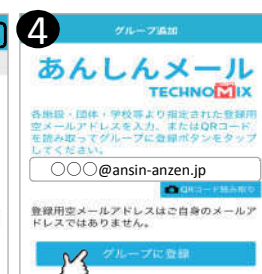 4
グループ追加
あんしんメール
TECHNOMIX
各施設・団体・学校等より指定された登録用
空メールアドレスを入力、またはQRコード
を読み取ってグループに登録ボタンをタップ
してください。
○○○@ansin-anzen.jp
QRコード読み取り
登録用空メールアドレスはご自身のメールア
ドレスではありません。
グループに登録